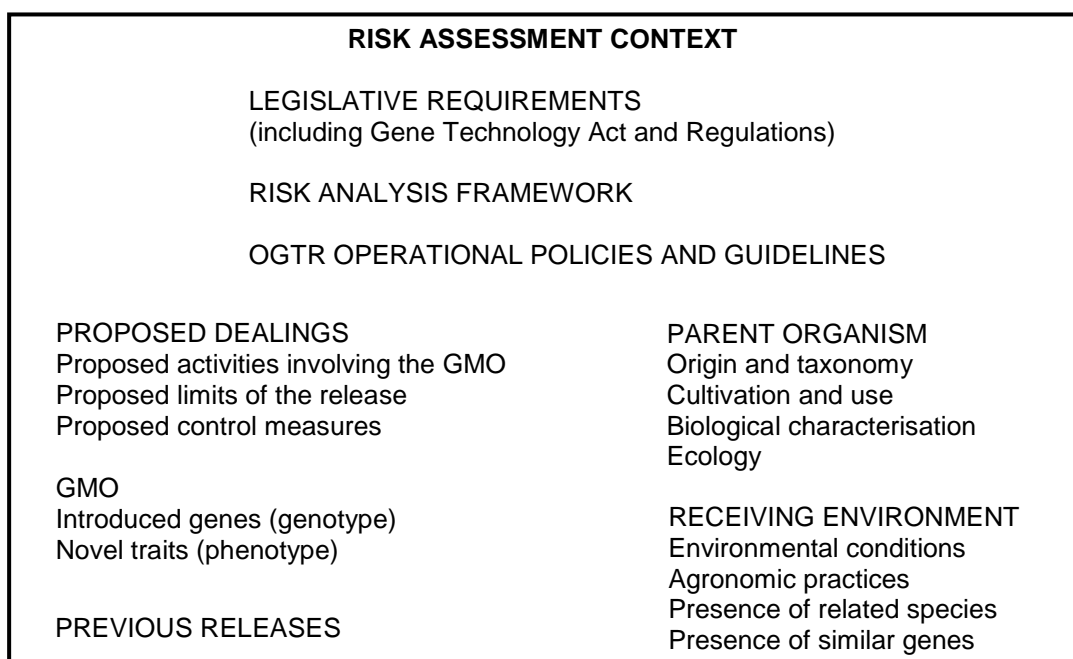 RISK ASSESSMENT CONTEXT
LEGISLATIVE REQUIREMENTS
(including Gene Technology Act and Regulations)
RISK ANALYSIS FRAMEWORK
OGTR OPERATIONAL POLICIES AND GUIDELINES
PROPOSED DEALINGS
Proposed activities involving the GMO
Proposed limits of the release
Proposed control measures
GMO
Introduced genes (genotype)
Novel traits (phenotype)
PREVIOUS RELEASES
PARENT ORGANISM
Origin and taxonomy
Cultivation and use
Biological characterisation
Ecology
RECEIVING ENVIRONMENT
Environmental conditions
Agronomic practices
Presence of related species
Presence of similar genes